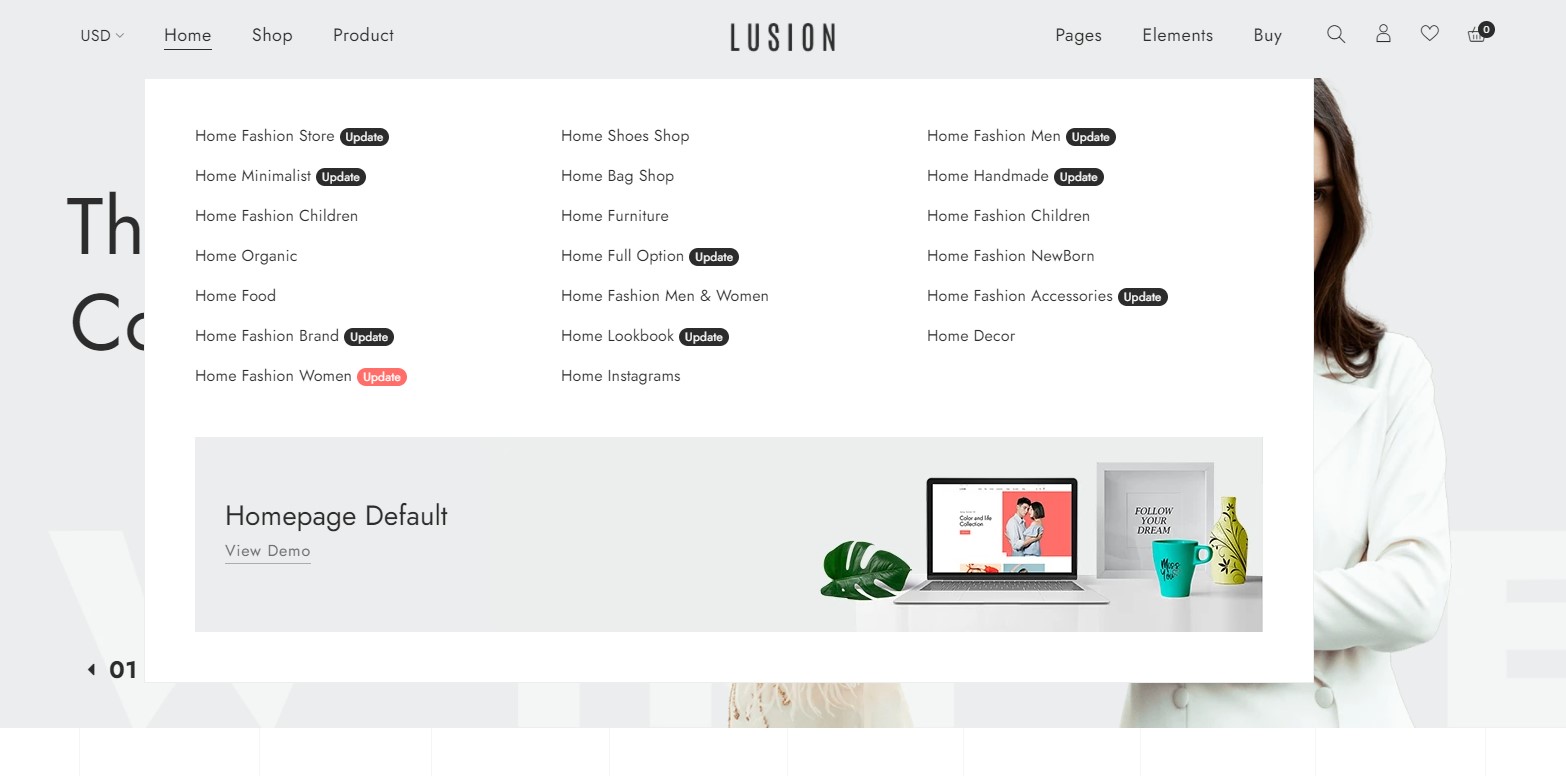 USD Home Shop Product LUSION Pages Elements Buy 0
Home Fashion Store Update
Home Minimalist Update
Home Fashion Children
Home Organic
Home Food
Home Fashion Brand Update
Home Fashion Women Update
Home Shoes Shop
Home Bag Shop
Home Furniture
Home Full Option Update
Home Fashion Men & Women
Home Lookbook Update
Home Instagrams
Home Fashion Men Update
Home Handmade Update
Home Fashion Children
Home Fashion NewBorn
Home Fashion Accessories Update
Home Decor
Th
Co
Homepage Default
View Demo
Color and life
Collection
FOLLOW
YOUR
DREAM
Miss
You
01